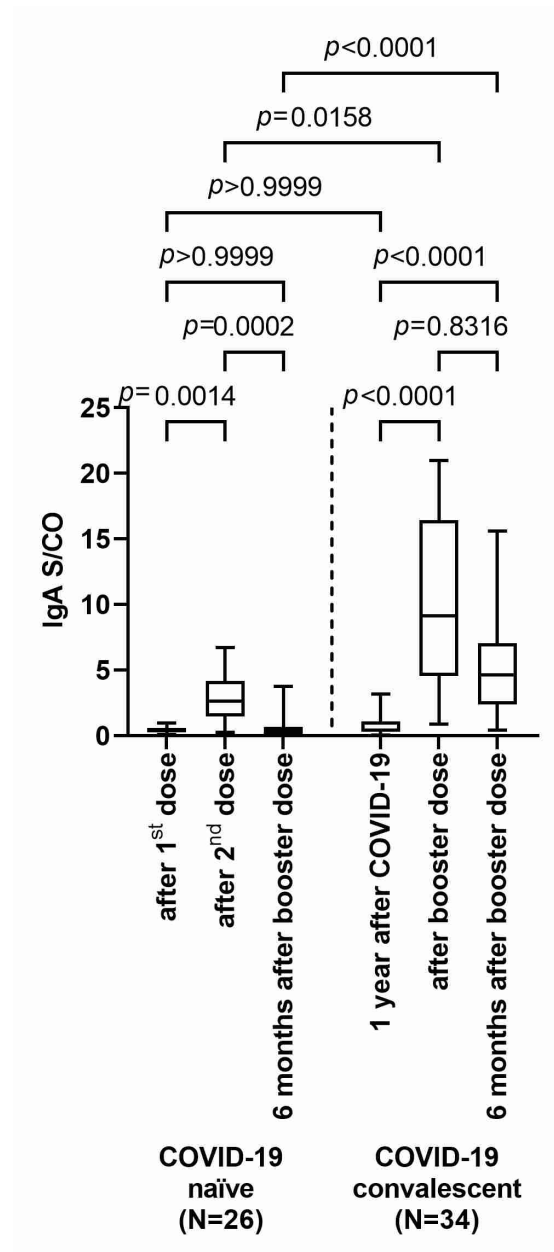 p<0.0001
p=0.0158
p>0.9999
p>0.9999 p<0.0001
p=0.0002 p=0.8316
p= 0.0014 p<0.0001
25
20
15
10
5
0
IgA S/CO
after 1st dose
after 2nd dose
6 months after booster dose
1 year after COVID-19
after booster dose
6 months after booster dose
COVID-19
naïve
(N=26)
COVID-19
convalescent
(N=34)